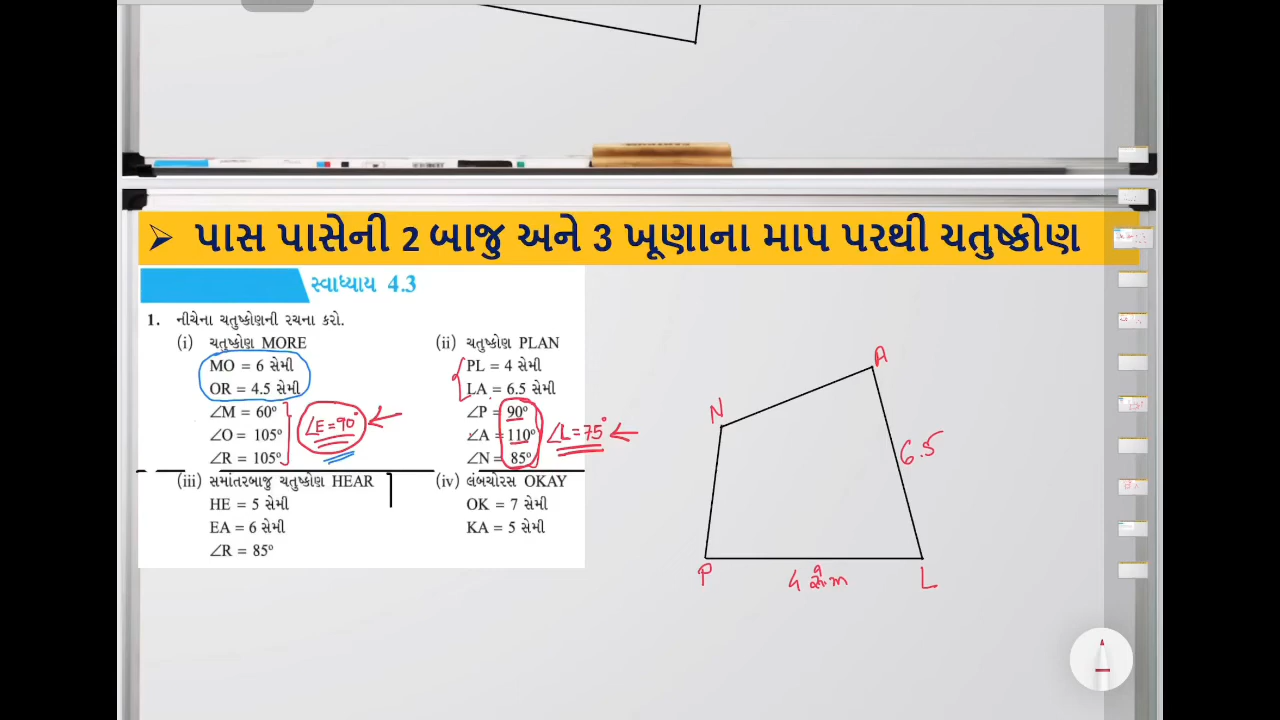 ➢ પાસ પાસેની 2 બાજુ અને 3 ખૂણાના માપ પરથી ચતુષ્કોણ
સ્વાધ્યાય 4.3
1. નીચેના ચતુષ્કોણની રચના કરો.
(i) ચતુષ્કોણ MORE
MO = 6 સેમી
OR = 4.5 સેમી
∠M = 60°
∠O = 105°
∠R = 105°
∠E=90°
(ii) ચતુષ્કોણ PLAN
PL = 4 સેમી
LA = 6.5 સેમી
∠P = 90°
∠A = 110°
∠N = 85°
∠L=75°
(iii) સમાંતરબાજુ ચતુષ્કોણ HEAR
HE = 5 સેમી
EA = 6 સેમી
∠R = 85°
(iv) લંબચોરસ OKAY
OK = 7 સેમી
KA = 5 સેમી
A
N
6.5
P
4 સેમી
L